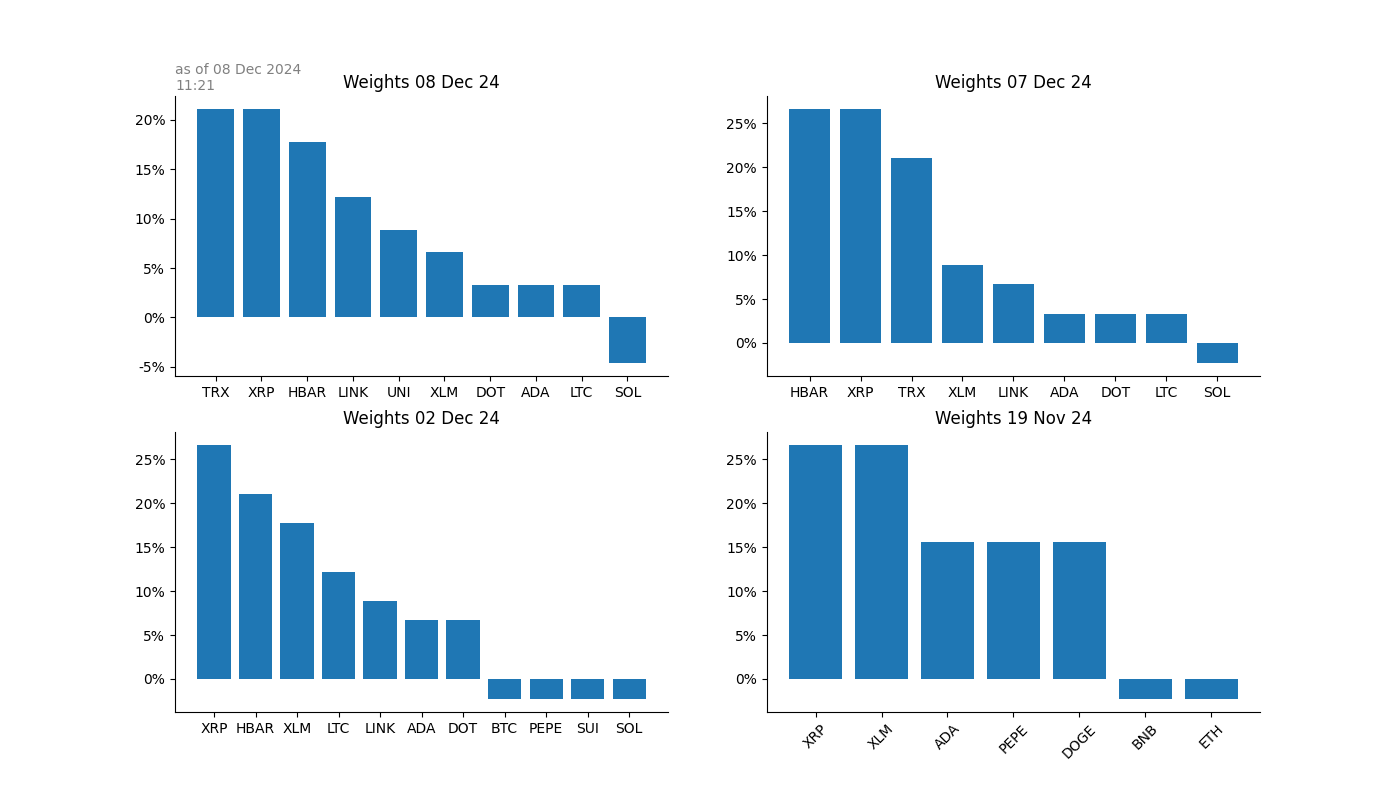 as of 08 Dec 2024
11:21
Weights 08 Dec 24
20%
15%
10%
5%
0%
-5%
TRX XRP HBAR LINK UNI XLM DOT ADA LTC SOL
Weights 07 Dec 24
25%
20%
15%
10%
5%
0%
HBAR XRP TRX XLM LINK ADA DOT LTC SOL
Weights 02 Dec 24
25%
20%
15%
10%
5%
0%
XRP HBAR XLM LTC LINK ADA DOT BTC PEPE SUI SOL
Weights 19 Nov 24
25%
20%
15%
10%
5%
0%
XRP XLM ADA PEPE DOGE BNB ETH